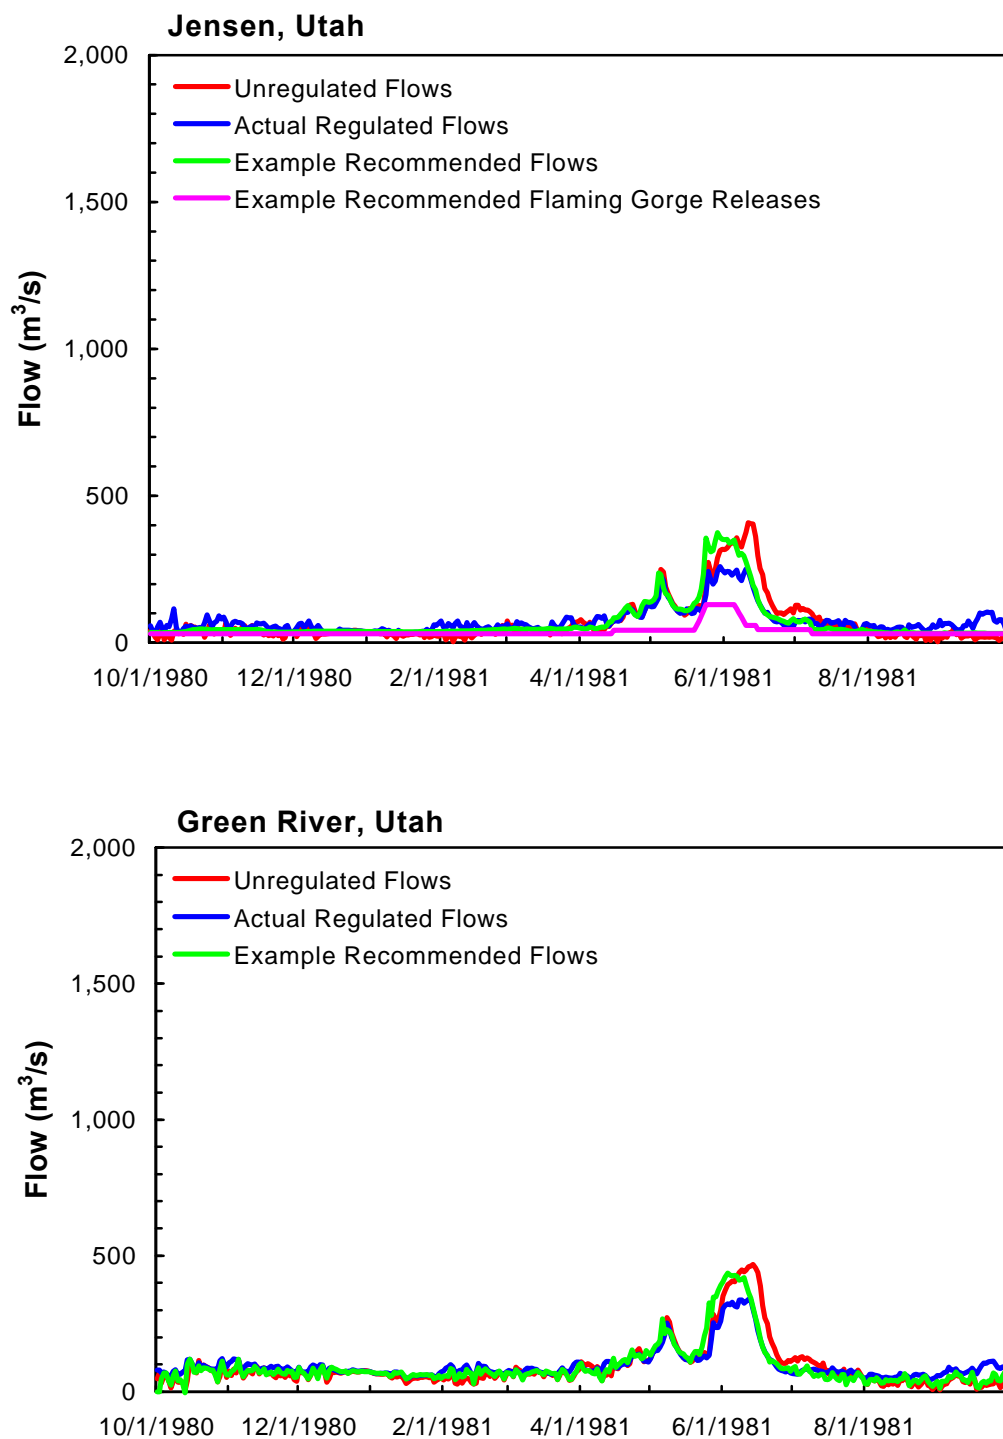 Jensen, Utah
2,000
Unregulated Flows
Actual Regulated Flows
Example Recommended Flows
1,500
Example Recommended Flaming Gorge Releases
Flow (m³/s)
1,000
500
0
10/1/1980 12/1/1980 2/1/1981 4/1/1981 6/1/1981 8/1/1981
Green River, Utah
2,000
Unregulated Flows
Actual Regulated Flows
Example Recommended Flows
1,500
Flow (m³/s)
1,000
500
0
10/1/1980 12/1/1980 2/1/1981 4/1/1981 6/1/1981 8/1/1981